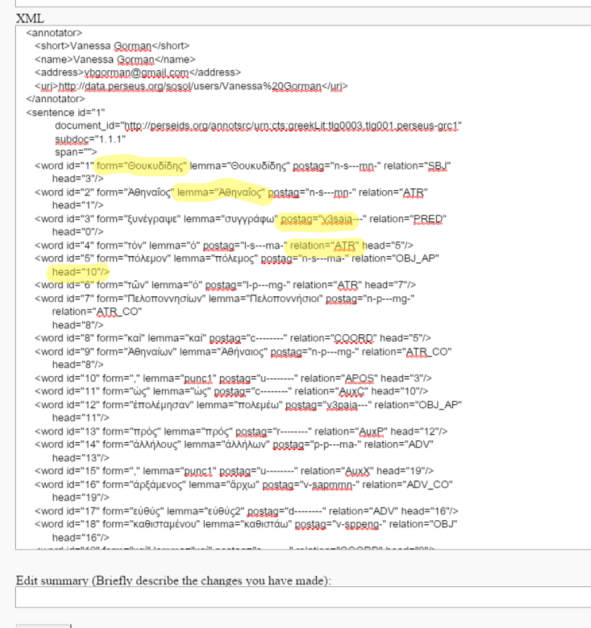 XML
<annotator>
<short>Vanessa Gorman</short>
<name>Vanessa Gorman</name>
<address>vbgorman@gmail.com</address>
<uri>http://data.perseus.org/sosol/users/Vanessa%20Gorman</uri>
</annotator>
<sentence id="1"
document_id="http://perseids.org/annotsrc/urn:cts:greekLit:tlg0003.tlg001.perseus-grc1"
subdoc="1.1.1"
span="">
<word id="1" form="Θουκυδίδης" lemma="Θουκυδίδης" postag="n-s---mn-" relation="SBJ"
head="3"/>
<word id="2" form="Ἀθηναῖος" lemma="Ἀθηναῖος" postag="n-s---mn-" relation="ATR"
head="1"/>
<word id="3" form="ξυνέγραψε" lemma="συγγράφω" postag="v3saia---" relation="PRED"
head="0"/>
<word id="4" form="τὸν" lemma="ὁ" postag="l-s---ma-" relation="ATR" head="5"/>
<word id="5" form="πόλεμον" lemma="πόλεμος" postag="n-s---ma-" relation="OBJ_AP"
head="10"/>
<word id="6" form="τῶν" lemma="ὁ" postag="l-p---mg-" relation="ATR" head="7"/>
<word id="7" form="Πελοποννησίων" lemma="Πελοποννήσιοι" postag="n-p---mg-"
relation="ATR_CO"
head="8"/>
<word id="8" form="καὶ" lemma="καί" postag="c--------" relation="COORD" head="5"/>
<word id="9" form="Ἀθηναίων" lemma="Ἀθήναιος" postag="n-p---mg-" relation="ATR_CO"
head="8"/>
<word id="10" form="," lemma="punc1" postag="u--------" relation="APOS" head="3"/>
<word id="11" form="ὡς" lemma="ὡς" postag="c--------" relation="AuxC" head="10"/>
<word id="12" form="ἐπολέμησαν" lemma="πολεμέω" postag="v3paia---" relation="OBJ_AP"
head="11"/>
<word id="13" form="πρὸς" lemma="πρός" postag="r--------" relation="AuxP" head="12"/>
<word id="14" form="ἀλλήλους" lemma="ἀλλήλων" postag="p-p---ma-" relation="ADV"
head="13"/>
<word id="15" form="," lemma="punc1" postag="u--------" relation="AuxX" head="19"/>
<word id="16" form="ἀρξάμενος" lemma="ἄρχω" postag="v-sapmmn-" relation="ADV_CO"
head="19"/>
<word id="17" form="εὐθὺς" lemma="εὐθύς2" postag="d--------" relation="ADV" head="16"/>
<word id="18" form="καθισταμένου" lemma="καθιστάω" postag="v-sppeng-" relation="OBJ"
head="16"/>
Edit summary (Briefly describe the changes you have made):